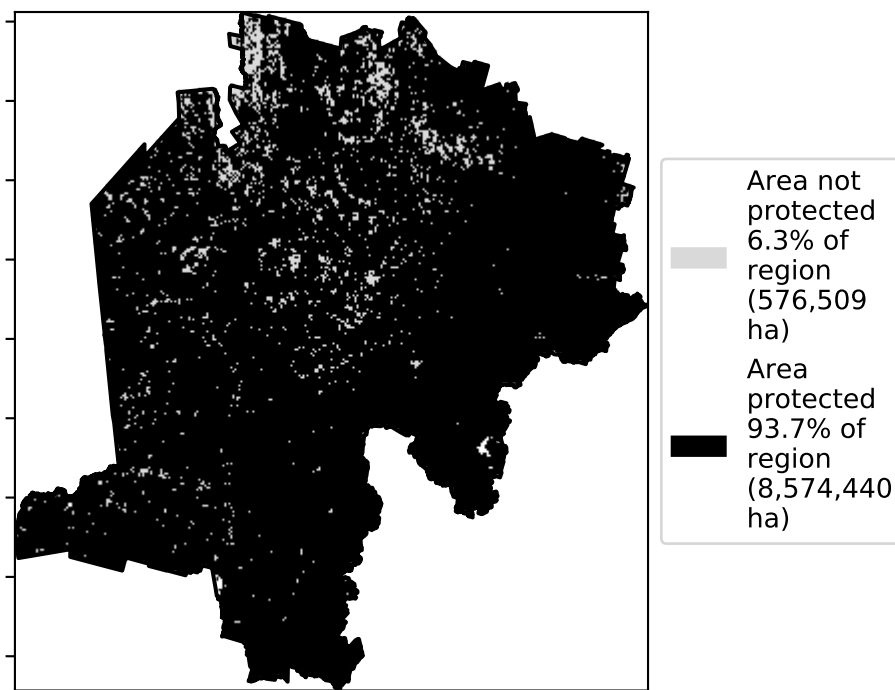 Area not
protected
6.3% of
region
(576,509
ha)
Area
protected
93.7% of
region
(8,574,440
ha)